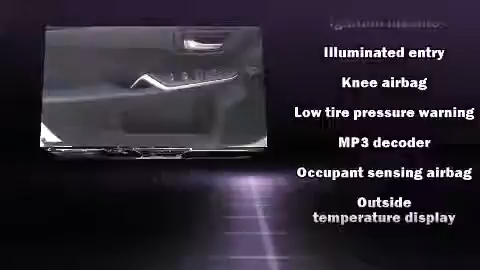 Illuminated entry
Knee airbag
Low tire pressure warning
MP3 decoder
Occupant sensing airbag
Outside
temperature display